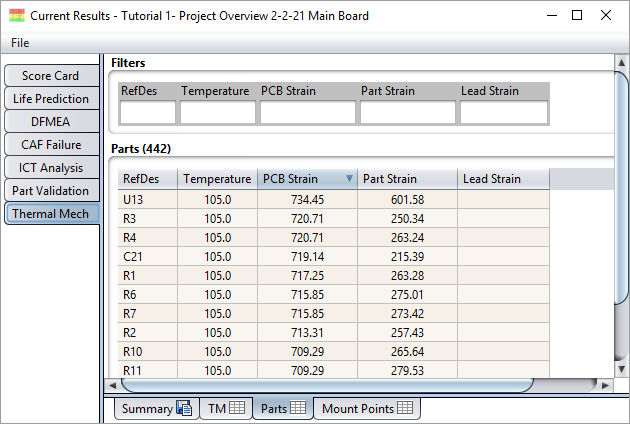 Current Results - Tutorial 1- Project Overview 2-2-21 Main Board
File
Score Card
Life Prediction
DFMEA
CAF Failure
ICT Analysis
Part Validation
Thermal Mech
Filters
RefDes Temperature PCB Strain Part Strain Lead Strain
Parts (442)
RefDes Temperature PCB Strain Part Strain Lead Strain
U13 105.0 734.45 601.58
R3 105.0 720.71 250.34
R4 105.0 720.71 263.24
C21 105.0 719.14 215.39
R1 105.0 717.25 263.28
R6 105.0 715.85 275.01
R7 105.0 715.85 273.42
R2 105.0 713.31 257.43
R10 105.0 709.29 265.64
R11 105.0 709.29 279.53
Summary TM Parts Mount Points